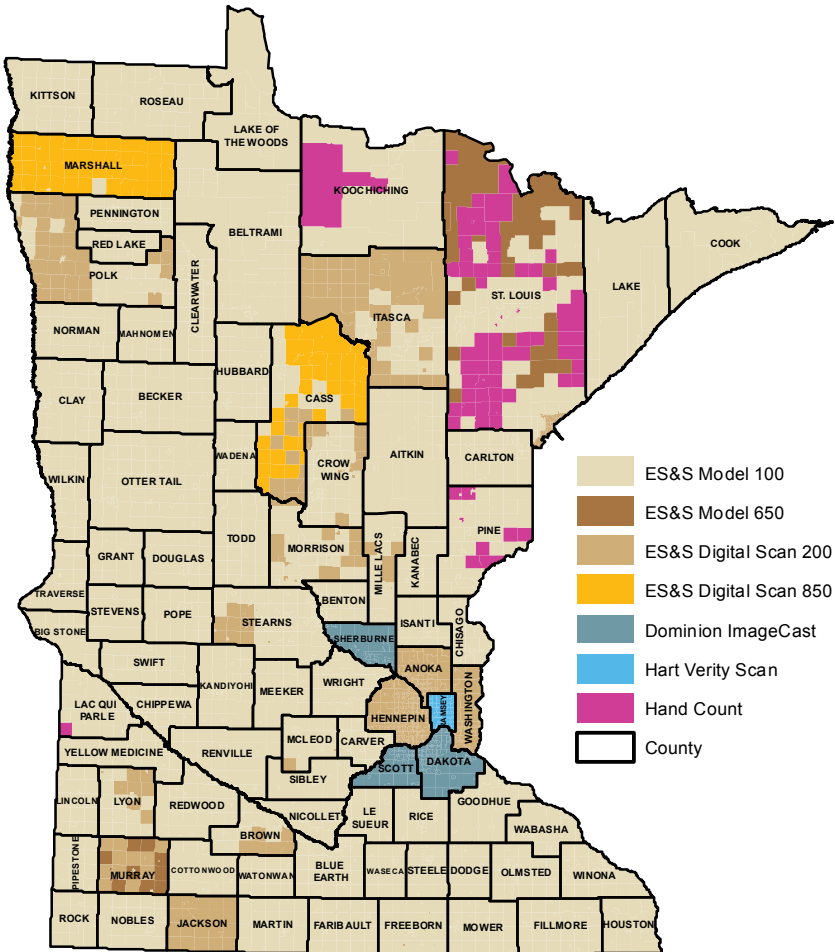 KITTSON
ROSEAU
LAKE OF
THE WOODS
MARSHALL
KOOCHICHING
PENNINGTON
BELTRAMI
RED LAKE
COOK
POLK
CLEARWATER
LAKE
ST. LOUIS
ITASCA
NORMAN
MAHNOMEN
HUBBARD
CASS
CLAY
BECKER
WADENA
AITKIN
CARLTON
CROW
WING
WILKIN
OTTER TAIL
PINE
TODD
MORRISON
MILLE LACS
KANABEC
GRANT
DOUGLAS
TRAVERSE
BENTON
STEVENS
POPE
STEARNS
ISANTI
CHISAGO
BIG STONE
SHERBURNE
SWIFT
ANOKA
KANDIYOHI
MEEKER
WRIGHT
LAC QUI
PARLE
CHIPPEWA
HENNEPIN
RAMSEY
WASHINGTON
YELLOW MEDICINE
RENVILLE
MCLEOD
CARVER
SCOTT
DAKOTA
SIBLEY
LINCOLN
LYON
REDWOOD
NICOLLET
LE
SUEUR
RICE
GOODHUE
WABASHA
BROWN
PIPESTONE
MURRAY
COTTONWOOD
WATONWAN
BLUE
EARTH
WASECA
STEELE
DODGE
OLMSTED
WINONA
ROCK
NOBLES
JACKSON
MARTIN
FARIBAULT
FREEBORN
MOWER
FILLMORE
HOUSTON
ES&S Model 100
ES&S Model 650
ES&S Digital Scan 200
ES&S Digital Scan 850
Dominion ImageCast
Hart Verity Scan
Hand Count
County